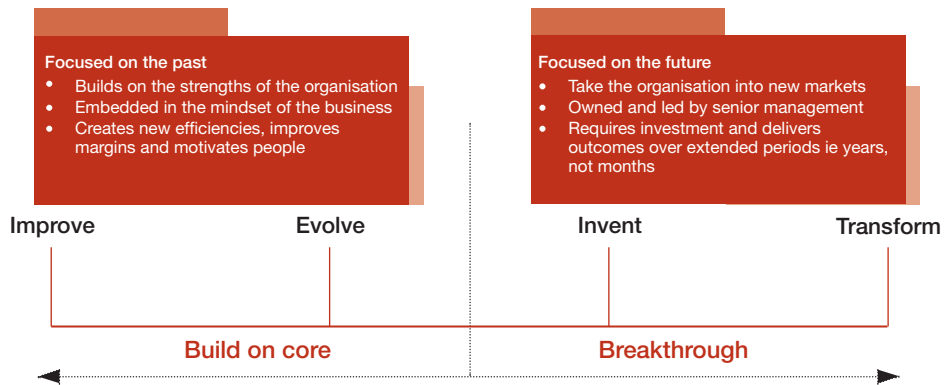 Focused on the past
• Builds on the strengths of the organisation
• Embedded in the mindset of the business
• Creates new efficiencies, improves
margins and motivates people
Focused on the future
• Take the organisation into new markets
• Owned and led by senior management
• Requires investment and delivers
outcomes over extended periods ie years,
not months
Improve
Evolve
Invent
Transform
Build on core
Breakthrough